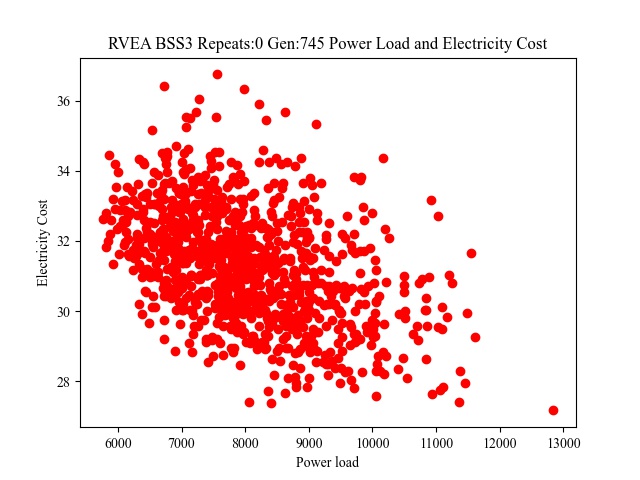 RVEA BSS3 Repeats:0 Gen:745 Power Load and Electricity Cost
Electricity Cost
36
34
32
30
28
6000 7000 8000 9000 10000 11000 12000 13000
Power load